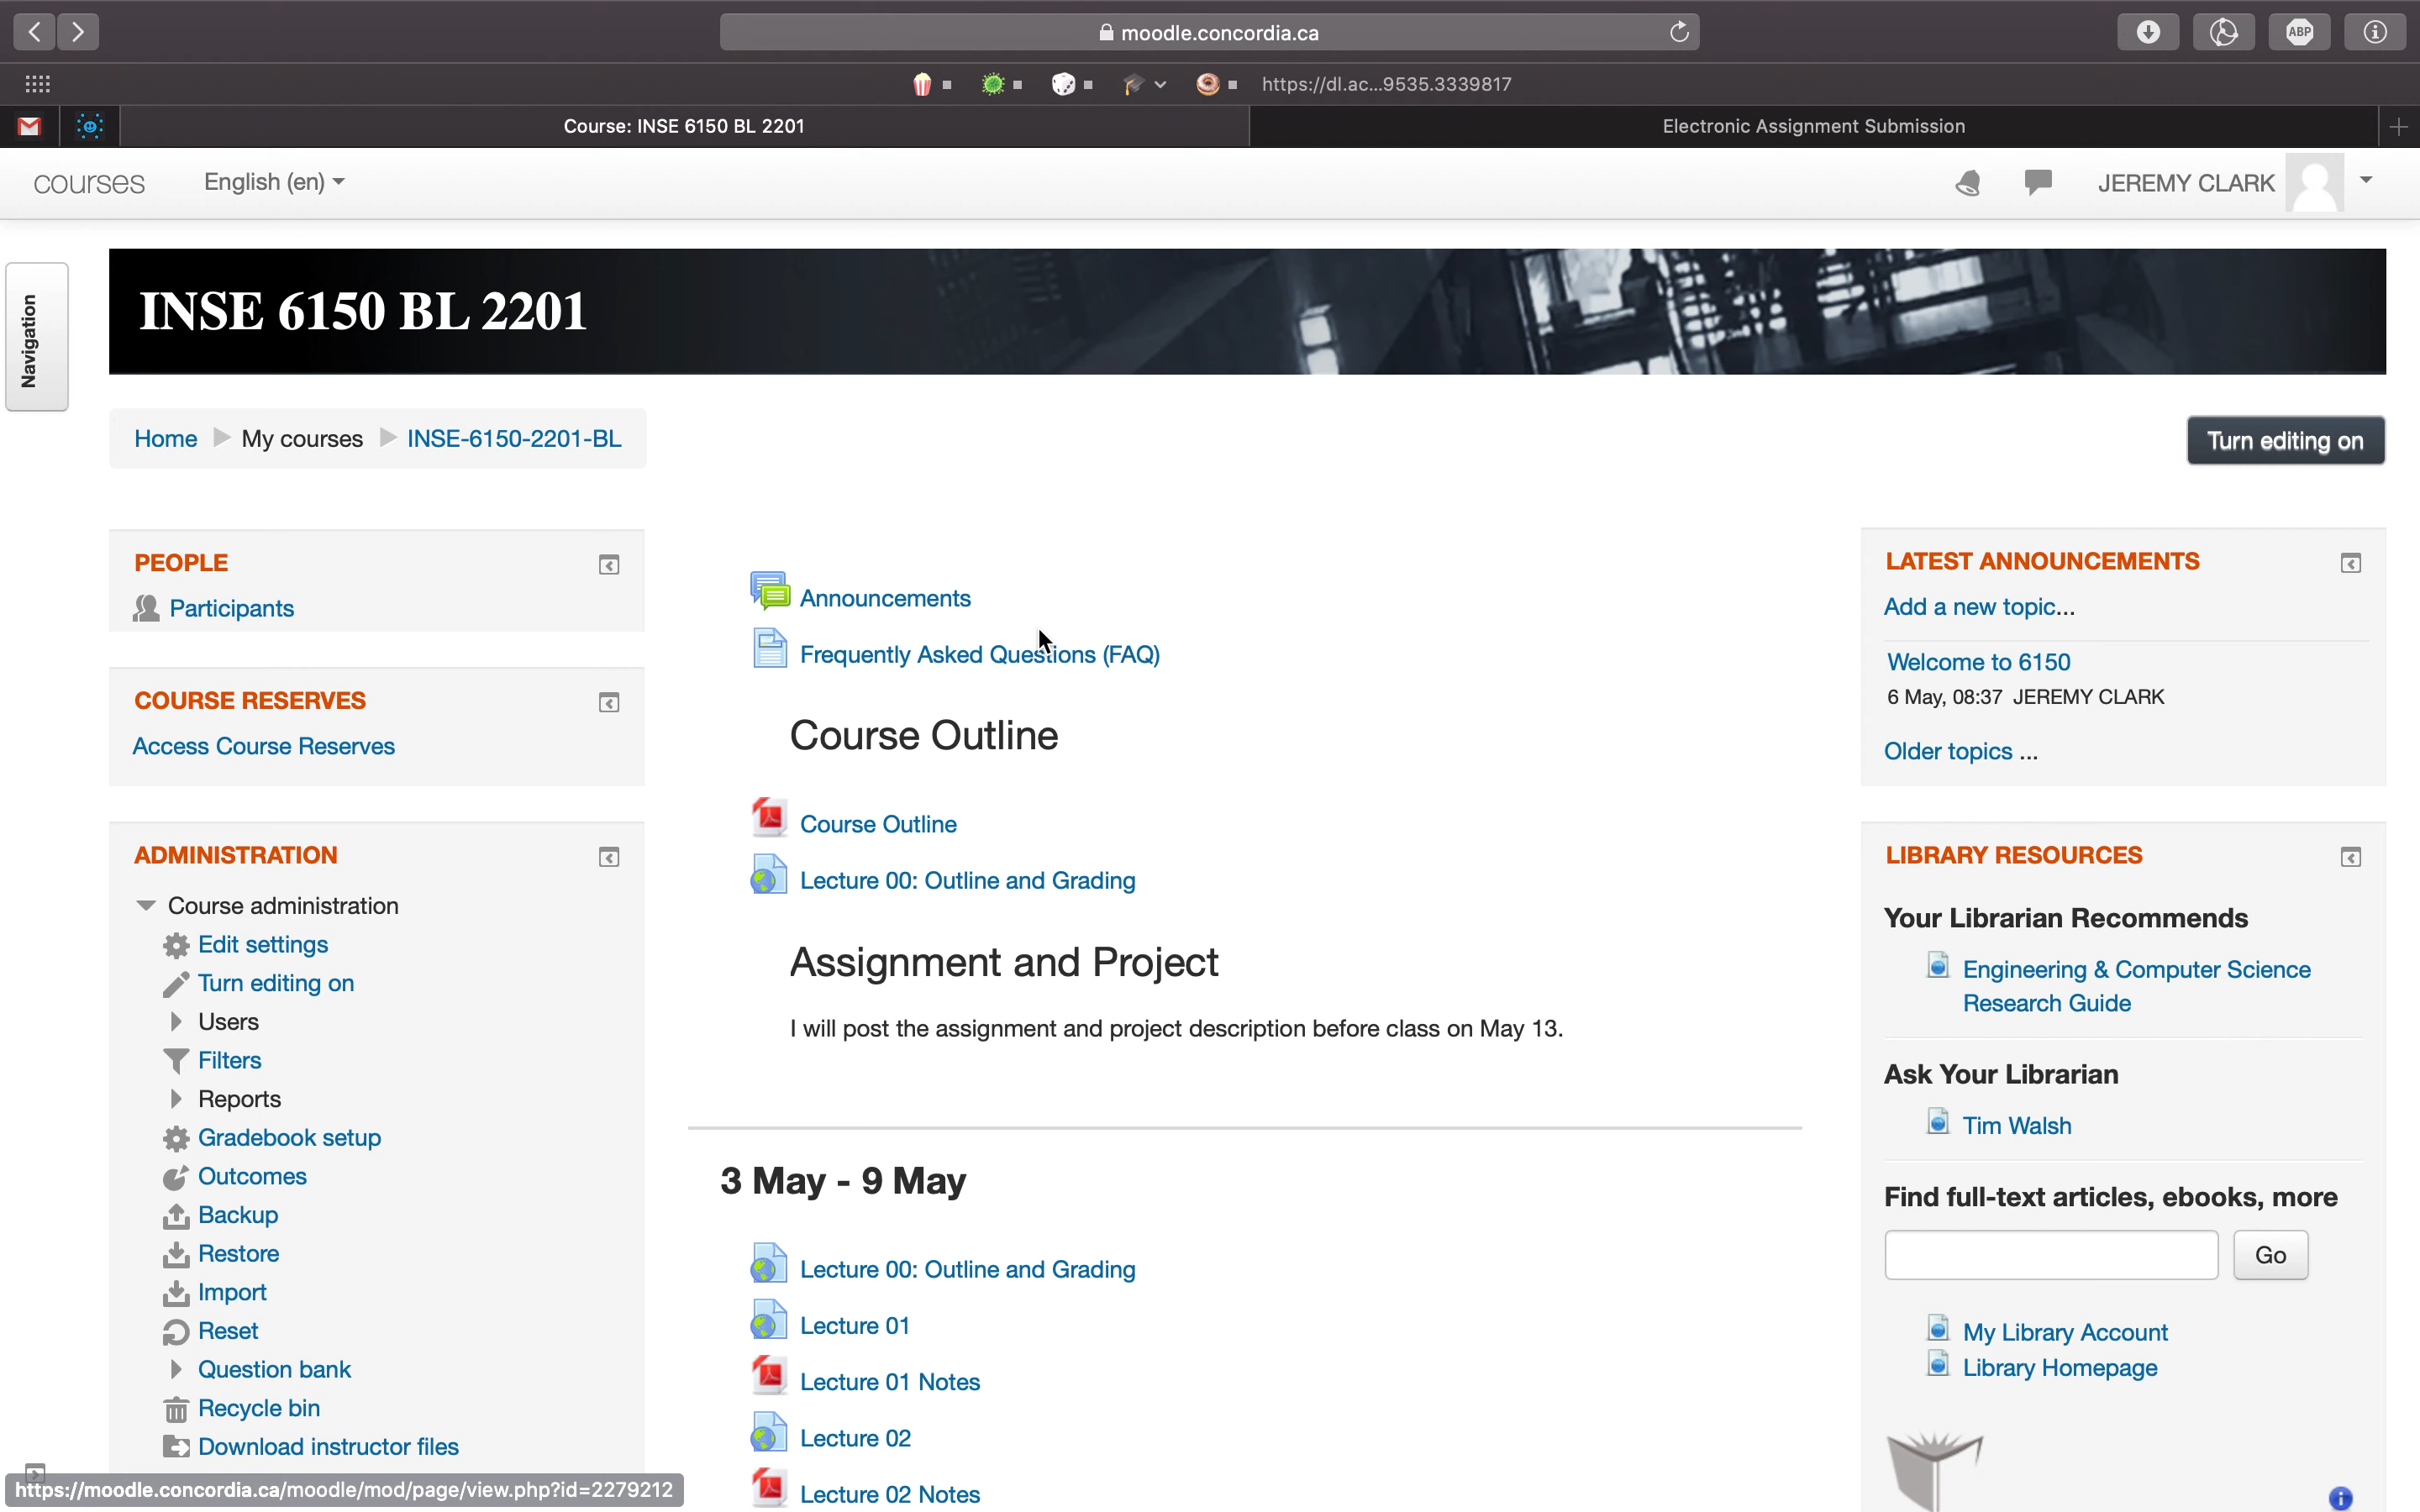 moodle.concordia.ca
ABP
https://dl.ac...9535.3339817
Course: INSE 6150 BL 2201
Electronic Assignment Submission
courses
English (en)
JEREMY CLARK
Navigation
INSE 6150 BL 2201
Home
My courses
INSE-6150-2201-BL
Turn editing on
PEOPLE
Participants
COURSE RESERVES
Access Course Reserves
ADMINISTRATION
Course administration
Edit settings
Turn editing on
Users
Filters
Reports
Gradebook setup
Outcomes
Backup
Restore
Import
Reset
Question bank
Recycle bin
Download instructor files
Announcements
Frequently Asked Questions (FAQ)
Course Outline
Course Outline
Lecture 00: Outline and Grading
Assignment and Project
I will post the assignment and project description before class on May 13.
3 May - 9 May
Lecture 00: Outline and Grading
Lecture 01
Lecture 01 Notes
Lecture 02
Lecture 02 Notes
LATEST ANNOUNCEMENTS
Add a new topic...
Welcome to 6150
6 May, 08:37 JEREMY CLARK
Older topics ...
LIBRARY RESOURCES
Your Librarian Recommends
Engineering & Computer Science
Research Guide
Ask Your Librarian
Tim Walsh
Find full-text articles, ebooks, more
Go
My Library Account
Library Homepage
https://moodle.concordia.ca/moodle/mod/page/view.php?id=2279212